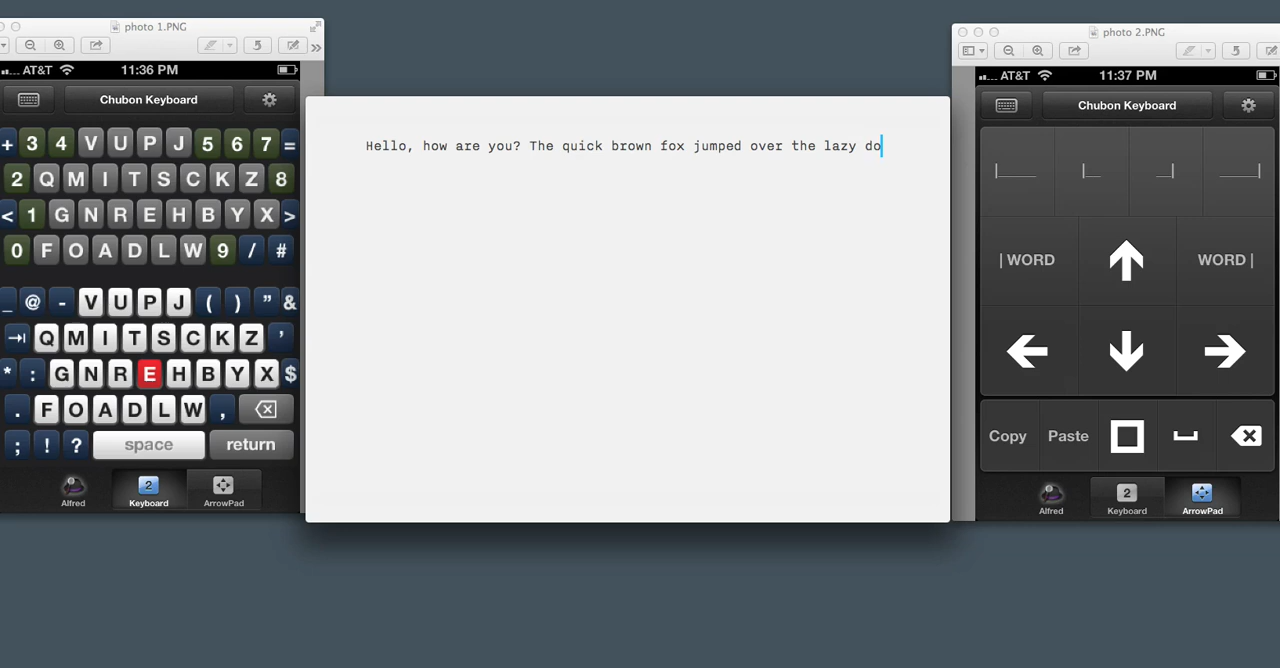 photo 1.PNG
AT&T 11:36 PM
Chubon Keyboard
+ 3 4 V U P J 5 6 7 =
2 Q M I T S C K Z 8
< 1 G N R E H B Y X >
0 F O A D L W 9 / #
_ @ - V U P J ( ) " &
Q M I T S C K Z '
* : G N R E H B Y X $
. F O A D L W ,
; ! ? space return
Alfred 2 Keyboard ArrowPad
Hello, how are you? The quick brown fox jumped over the lazy do
photo 2.PNG
AT&T 11:37 PM
Chubon Keyboard
| WORD WORD |
Copy Paste
Alfred 2 Keyboard ArrowPad